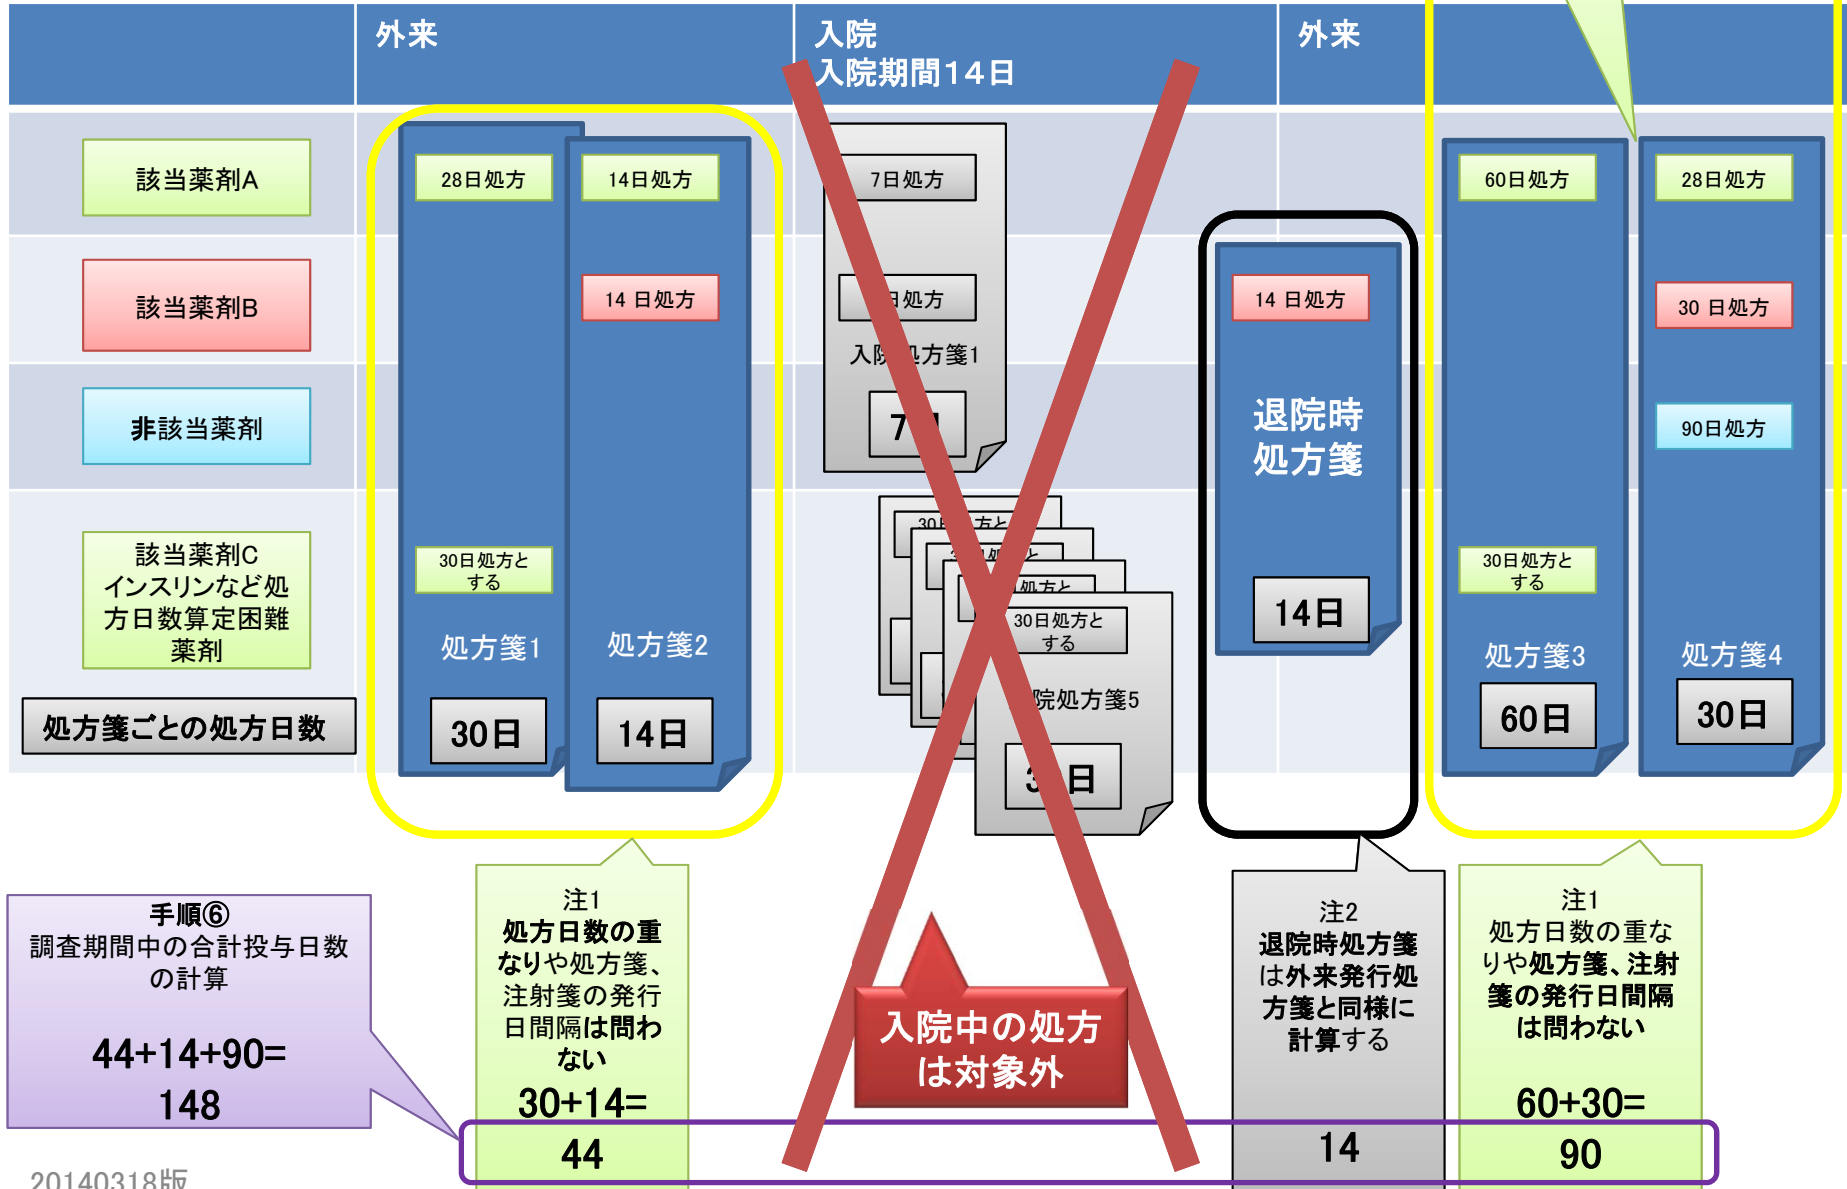 外来
入院
入院期間14日
外来
該当薬剤A
28日処方
14日処方
7日処方
60日処方
28日処方
該当薬剤B
14 日処方
日処方
14 日処方
30 日処方
入院処方箋1
非該当薬剤
7日
退院時
処方箋
90日処方
該当薬剤C
インスリンなど処
方日数算定困難
薬剤
30日処方と
する
30日処方と
する
30日処方と
する
14日
処方箋1
処方箋2
院処方箋5
処方箋3
処方箋4
処方箋ごとの処方日数
30日
14日
日
60日
30日
手順⑥
調査期間中の合計投与日数
の計算
44+14+90=
148
注1
処方日数の重
なりや処方箋、
注射箋の発行
日間隔は問わ
ない
30+14=
44
入院中の処方
は対象外
注2
退院時処方箋
は外来発行処
方箋と同様に
計算する
14
注1
処方日数の重な
りや処方箋、注射
箋の発行日間隔
は問わない
60+30=
90
20140318版